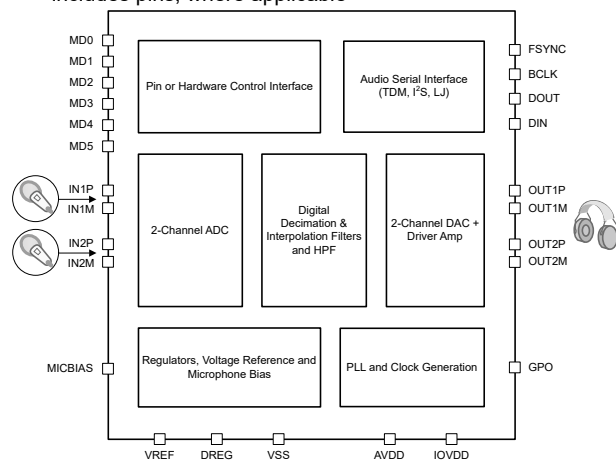 includes pins, where applicable
MD0
MD1
MD2
MD3
MD4
MD5
IN1P
IN1M
IN2P
IN2M
MICBIAS
Pin or Hardware Control Interface
Audio Serial Interface
(TDM, I²S, LJ)
2-Channel ADC
Digital
Decimation &
Interpolation Filters
and HPF
2-Channel DAC +
Driver Amp
Regulators, Voltage Reference and
Microphone Bias
PLL and Clock Generation
FSYNC
BCLK
DOUT
DIN
OUT1P
OUT1M
OUT2P
OUT2M
GPO
VREF
DREG
VSS
AVDD
IOVDD